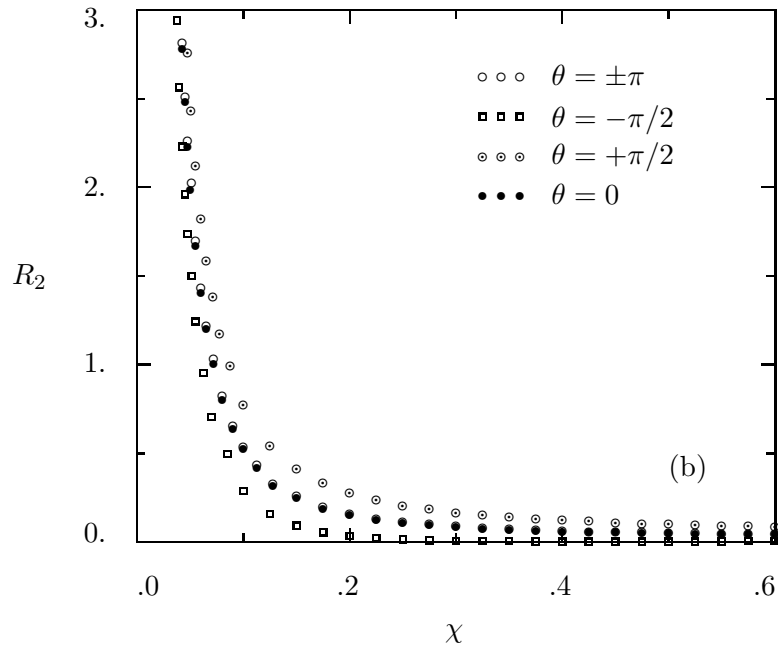 3.
θ = ±π
θ = −π/2
θ = +π/2
2.
θ = 0
R₂
1.
(b)
0.
.0 .2 .4 .6
χ